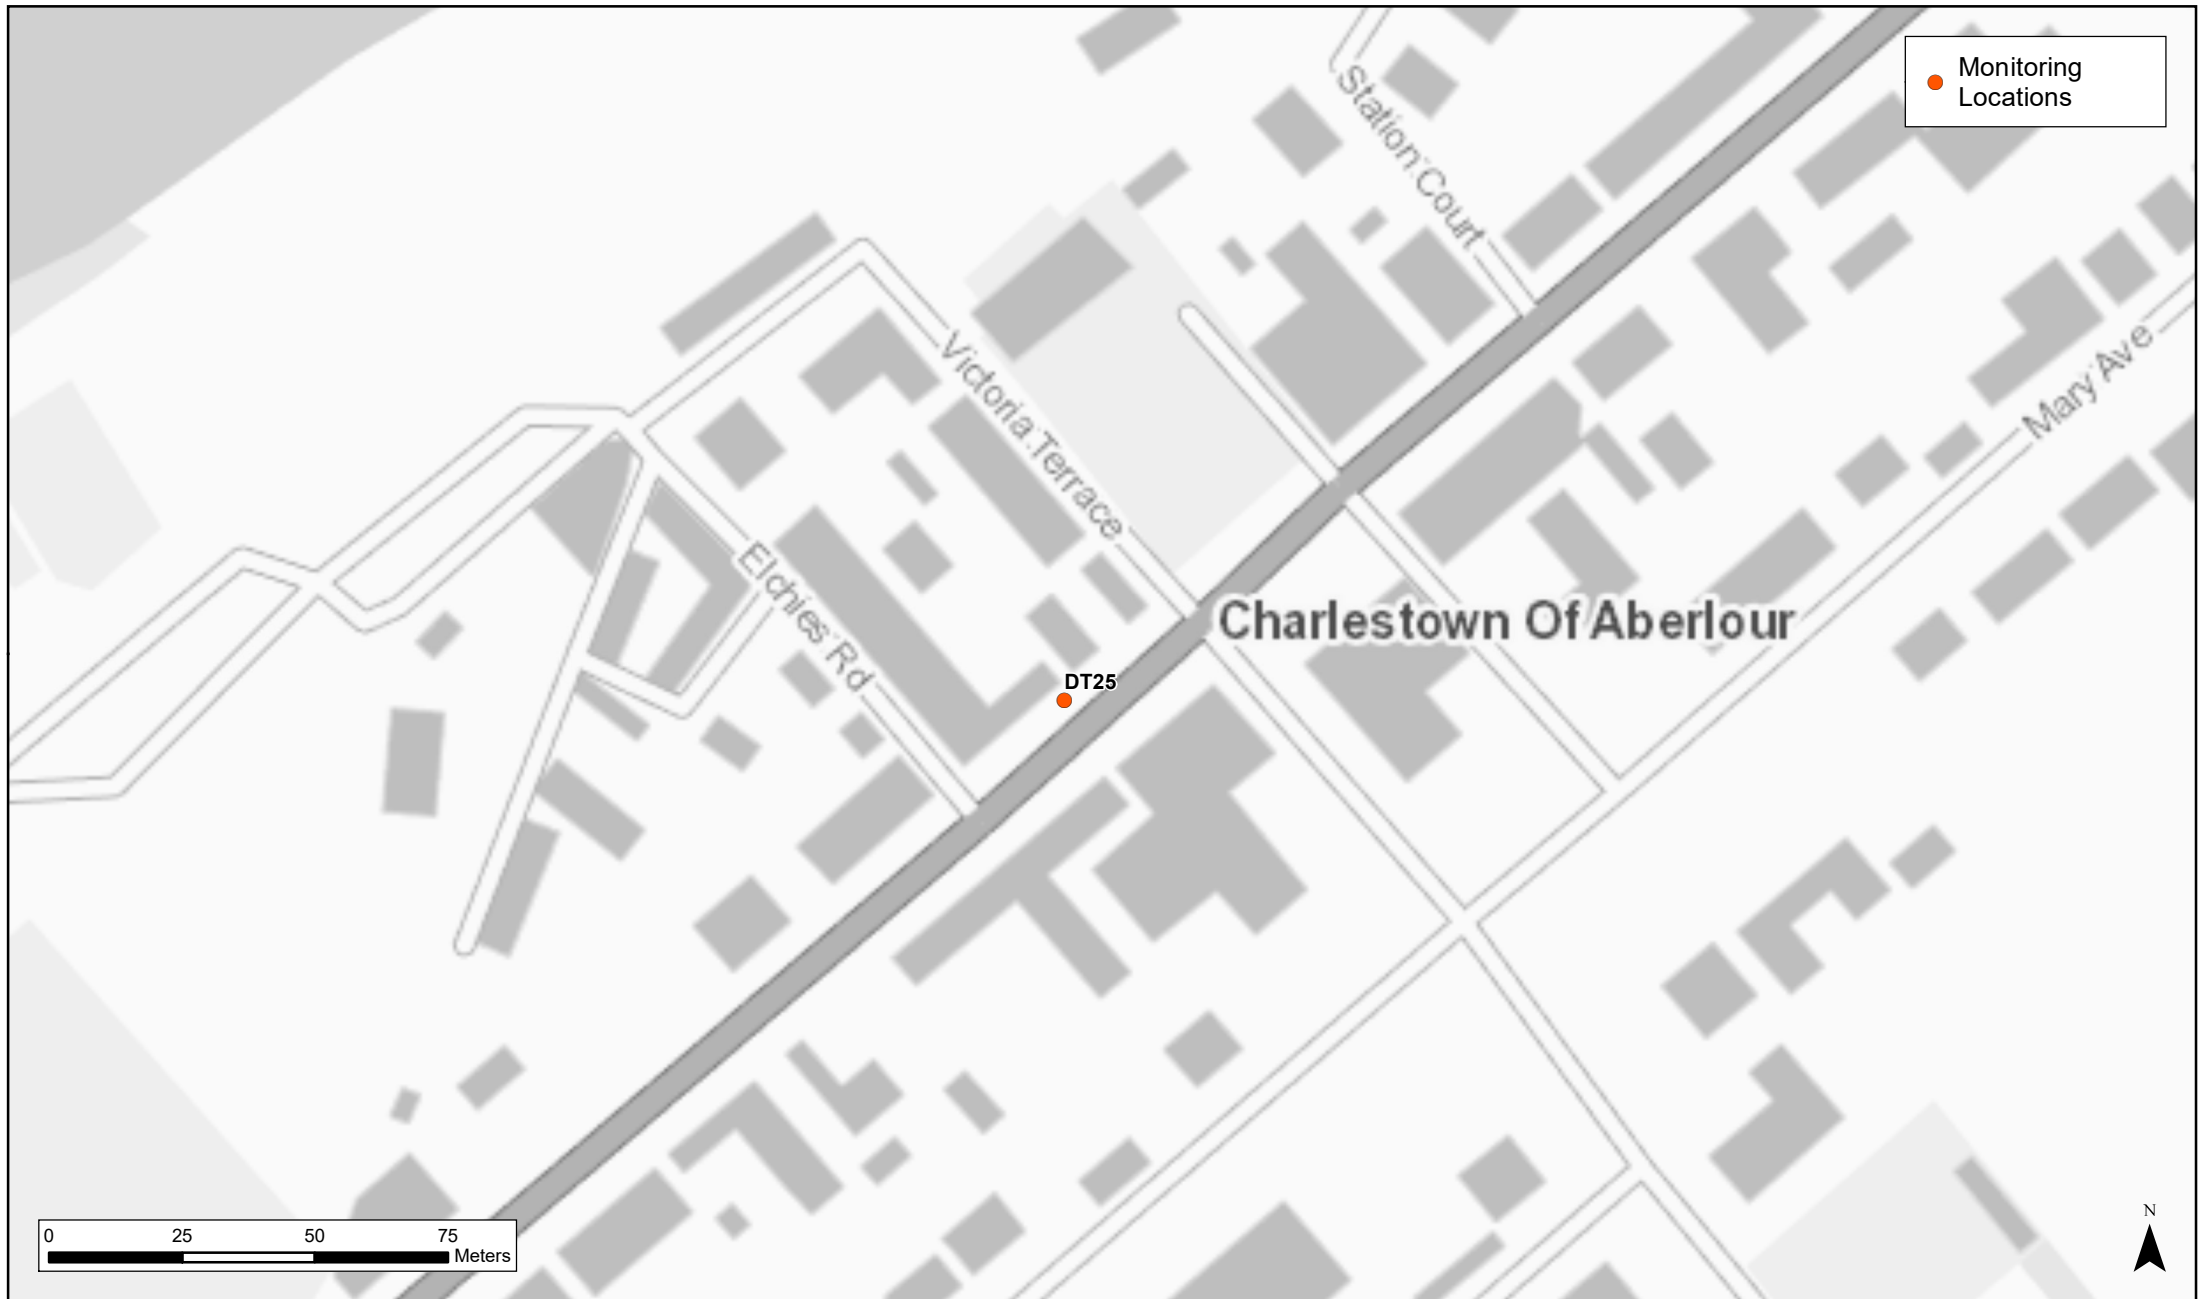 Monitoring
Locations
Station Court
Victoria Terrace
Mary Ave
Elchies Rd
Charlestown Of Aberlour
DT25
0 25 50 75
Meters
N